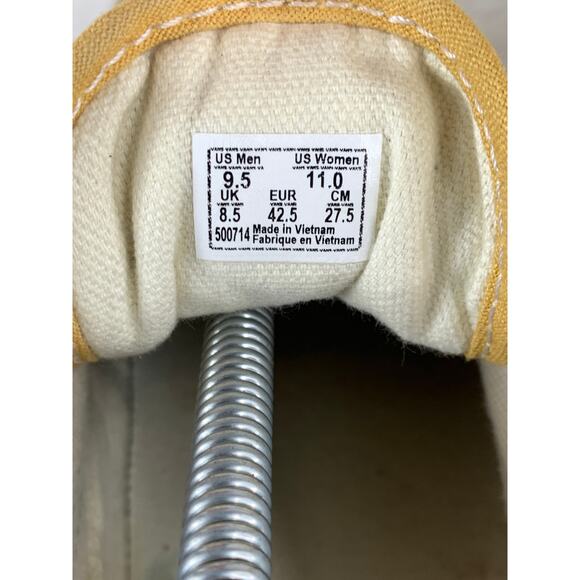 US Men US Women
9.5 11.0
UK EUR CM
8.5 42.5 27.5
500714 Made in Vietnam
Fabrique en Vietnam